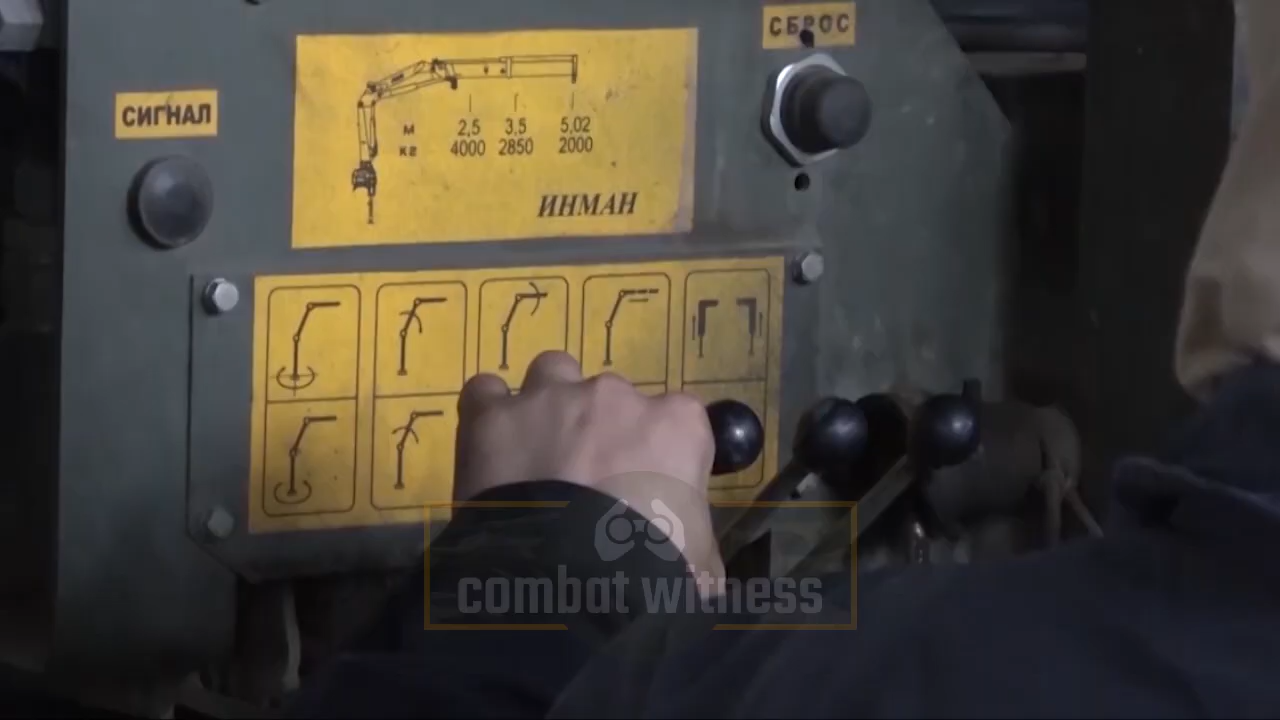 СБРОС
СИГНАЛ
м 2,5 3,5 5,02
кг 4000 2850 2000
ИНМАН
combat witness